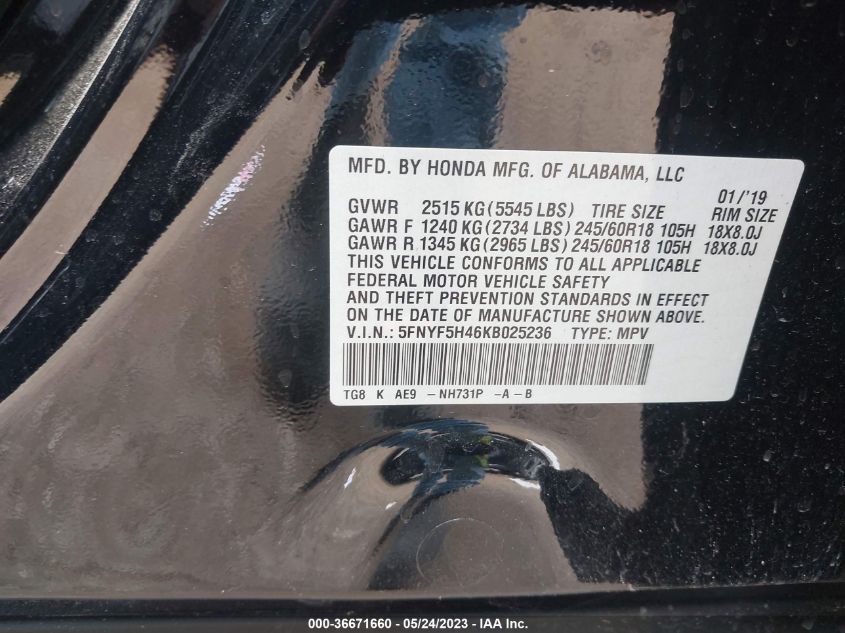 MFD. BY HONDA MFG. OF ALABAMA, LLC
01/'19
GVWR 2515 KG (5545 LBS) TIRE SIZE RIM SIZE
GAWR F 1240 KG (2734 LBS) 245/60R18 105H 18X8.0J
GAWR R 1345 KG (2965 LBS) 245/60R18 105H 18X8.0J
THIS VEHICLE CONFORMS TO ALL APPLICABLE
FEDERAL MOTOR VEHICLE SAFETY
AND THEFT PREVENTION STANDARDS IN EFFECT
ON THE DATE OF MANUFACTURE SHOWN ABOVE.
V.I.N.: 5FNYF5H46KB025236 TYPE: MPV
TG8 K AE9 -NH731P -A-B
000-36671660 - 05/24/2023 - © IAA Inc.